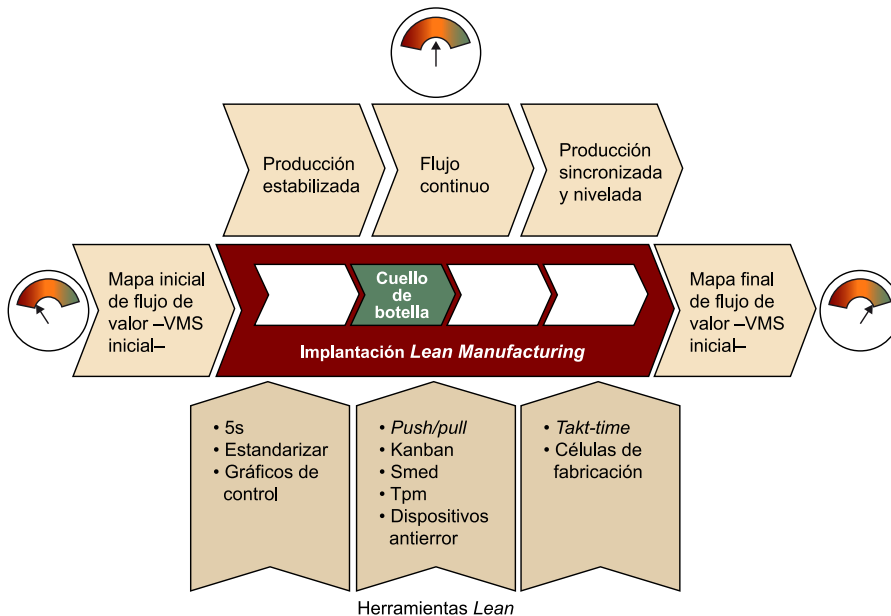 Producción
estabilizada
Flujo
continuo
Producción
sincronizada
y nivelada
Mapa inicial
de flujo de
valor –VMS
inicial–
Cuello
de
botella
Implantación Lean Manufacturing
Mapa final
de flujo de
valor –VMS
inicial–
• 5s
• Estandarizar
• Gráficos de
control
• Push/pull
• Kanban
• Smed
• Tpm
• Dispositivos
antierror
• Takt-time
• Células de
fabricación
Herramientas Lean